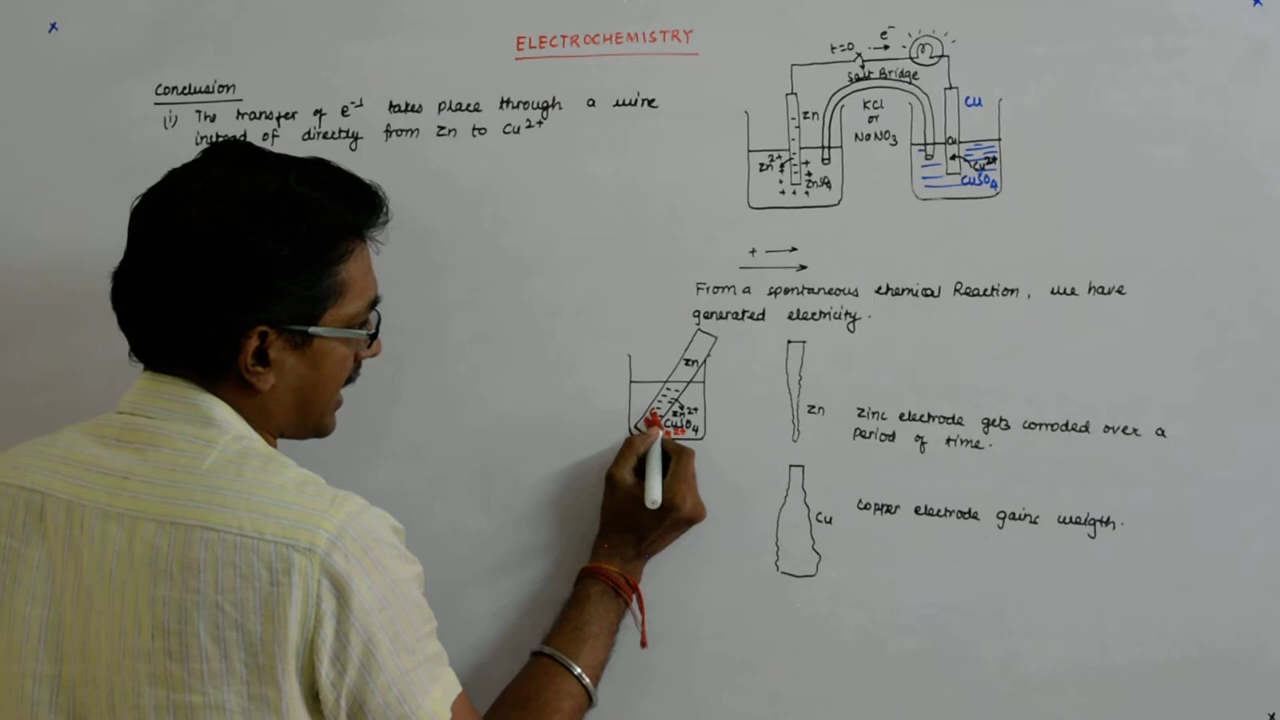 ELECTROCHEMISTRY
Conclusion
(i) The transfer of e⁻¹ takes place through a wire
instead of directly from Zn to Cu²⁺
t=0 e⁻
Salt Bridge
KCl
or
NaNO₃
Zn
Cu
Cu
Zn²⁺
ZnSO₄
Cu²⁺
CuSO₄
+
From a spontaneous chemical Reaction, we have
generated electricity.
Zn
Zn²⁺
CuSO₄
Zn
Zinc electrode gets corroded over a
period of time.
Cu
Copper electrode gains weigth.